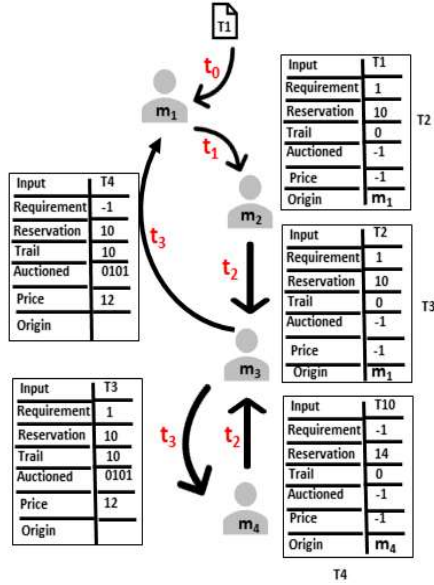 T1
t0
m1
t1
Input T1
Requirement 1
Reservation 10
Trail 0
Auctioned -1
Price -1
Origin m1
T2
m2
Input T4
Requirement -1
Reservation 10
Trail 10
Auctioned 0101
Price 12
Origin
t3
t2
Input T2
Requirement 1
Reservation 10
Trail 0
Auctioned -1
Price -1
Origin m1
T3
m3
Input T3
Requirement 1
Reservation 10
Trail 10
Auctioned 0101
Price 12
Origin
t3
t2
m4
Input T10
Requirement -1
Reservation 14
Trail 0
Auctioned -1
Price -1
Origin m4
T4